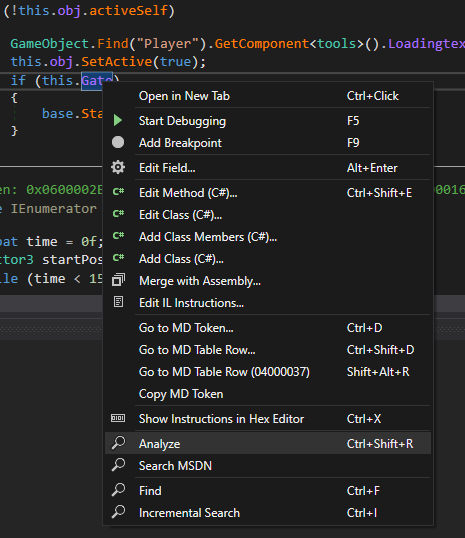 (!this.obj.activeSelf)
GameObject.Find("Player").GetComponent<tools>().Loadingtex
this.obj.SetActive(true);
if (this.Gate)
{
base.Sta
}
Open in New Tab Ctrl+Click
Start Debugging F5
Add Breakpoint F9
Edit Field... Alt+Enter
en: 0x0600002E 00016
Edit Method (C#)... Ctrl+Shift+E
e IEnumerator
Edit Class (C#)...
Add Class Members (C#)...
oat time = 0f;
Add Class (C#)...
ctor3 startPos
Merge with Assembly...
ile (time < 15
Edit IL Instructions...
Go to MD Token... Ctrl+D
Go to MD Table Row... Ctrl+Shift+D
Go to MD Table Row (04000037) Shift+Alt+R
Copy MD Token
Show Instructions in Hex Editor Ctrl+X
Analyze Ctrl+Shift+R
Search MSDN
Find Ctrl+F
Incremental Search Ctrl+I